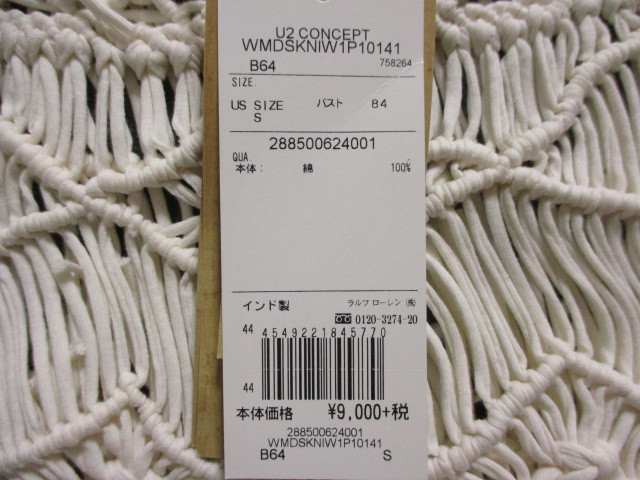 U2 CONCEPT
WMDSKNIW1P10141
B64 758264
SIZE.
US SIZE バスト 84
S
288500624001
QUA
本体: 綿 100%
インド製 ラルフ ローレン (株)
0120-3274-20
44 4549221845770
44
本体価格 ¥9,000+税
288500624001
WMDSKNIW1P10141
B64 S